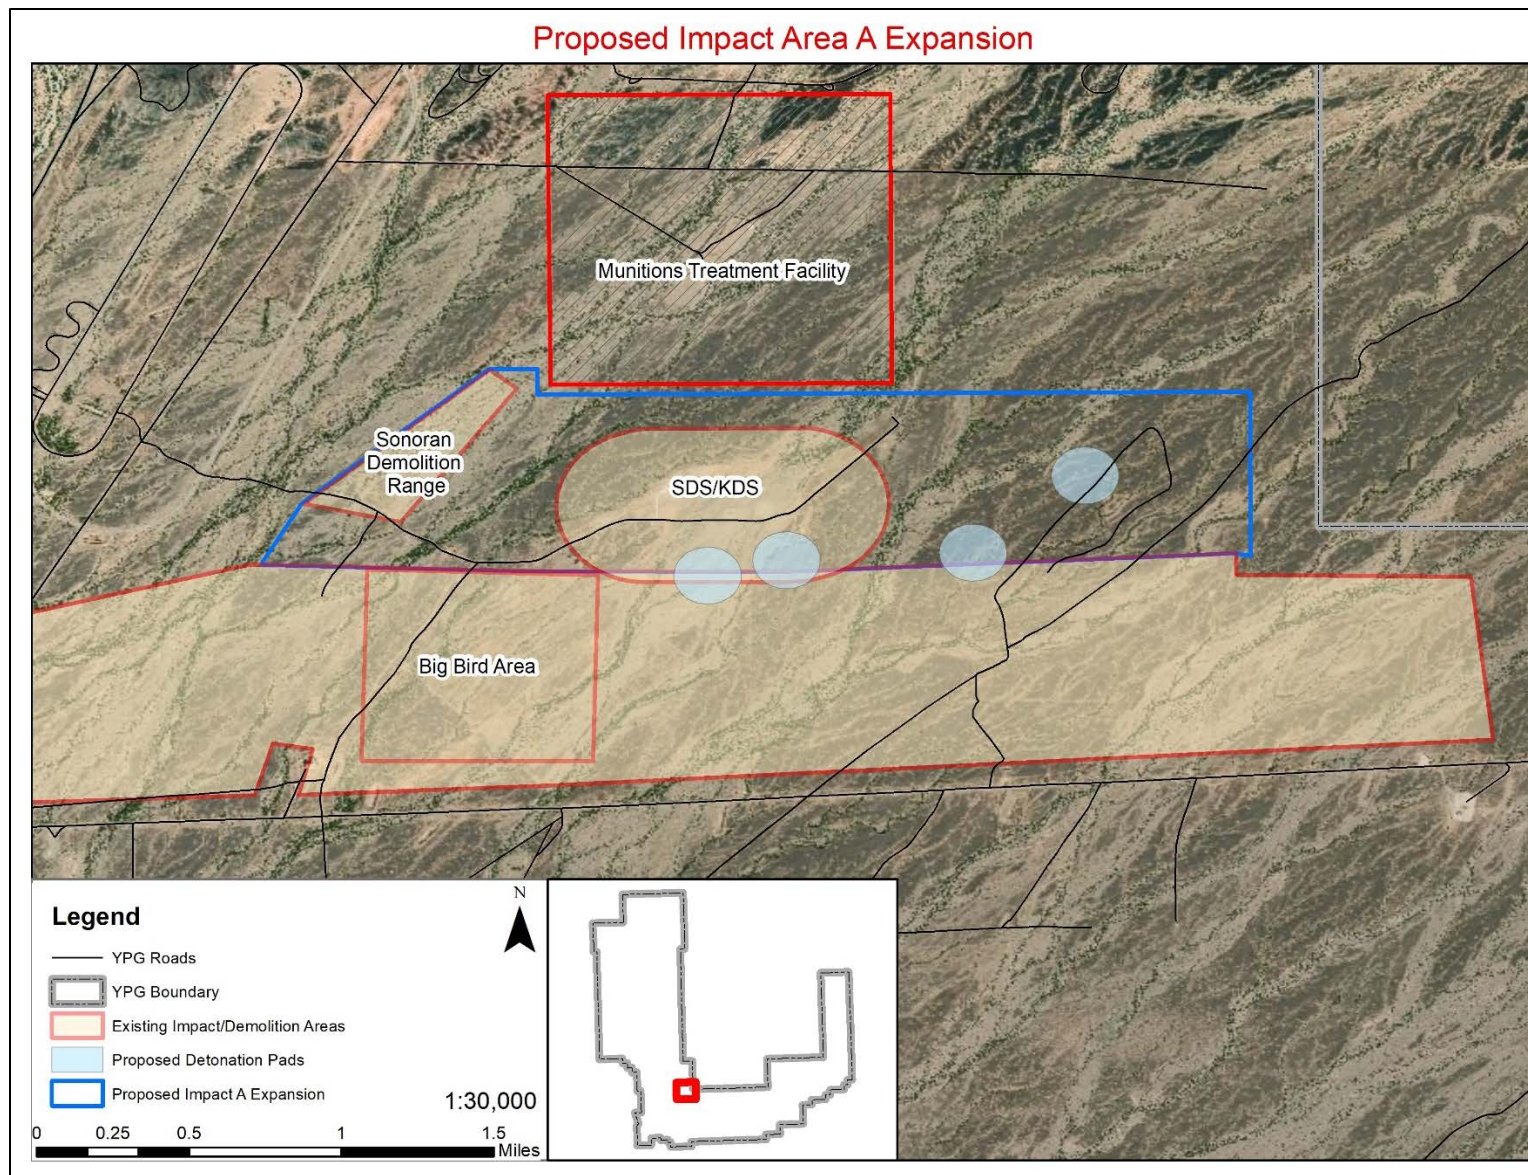 Proposed Impact Area A Expansion
Munitions Treatment Facility
Sonoran
Demolition
Range
SDS/KDS
Big Bird Area
Legend
N
YPG Roads
YPG Boundary
Existing Impact/Demolition Areas
Proposed Detonation Pads
Proposed Impact A Expansion
1:30,000
0 0.25 0.5 1 1.5
Miles